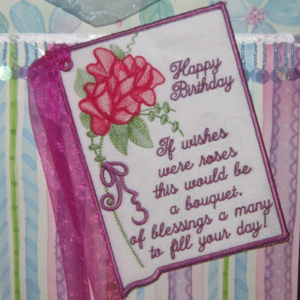 Happy
Birthday
If wishes
were roses
this would be
a bouquet.
of blessings a many
to fill your day!